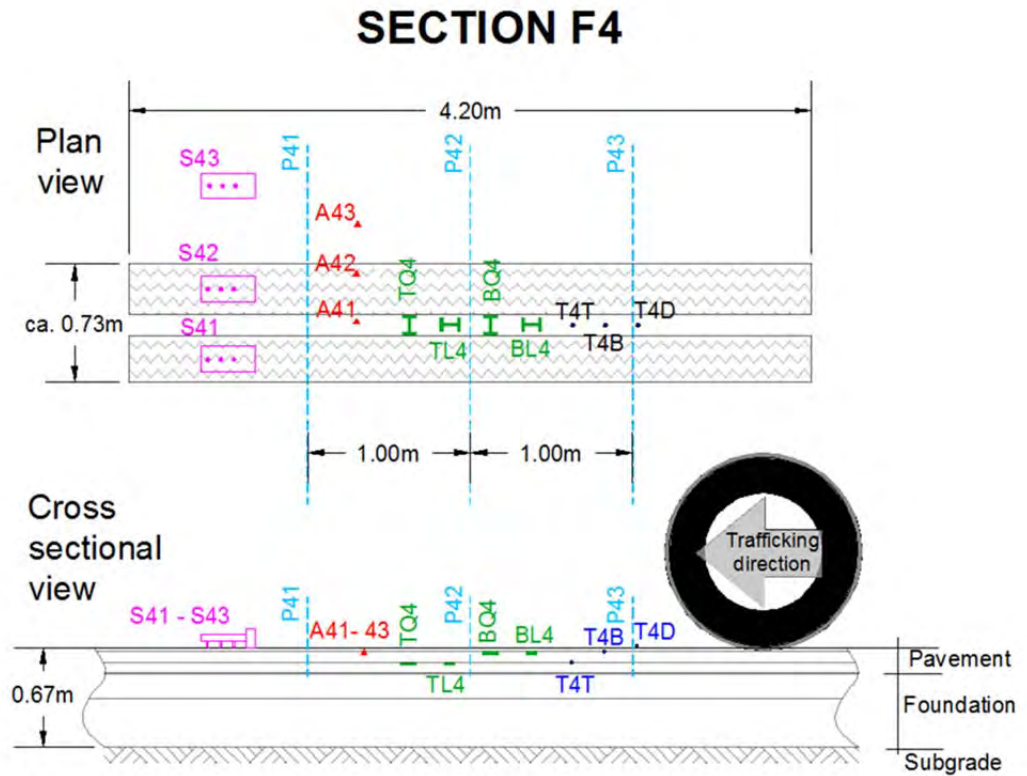 SECTION F4
4.20m
Plan
view
P41
P42
P43
S43
A43
S42
A42
TQ4
BQ4
ca. 0.73m
S41
A41
T4T
T4D
T4B
TL4
BL4
1.00m
1.00m
Cross
sectional
view
Trafficking
direction
P41
P42
P43
S41 - S43
A41- 43
TQ4
BQ4
BL4
T4B
T4D
Pavement
0.67m
TL4
T4T
Foundation
Subgrade